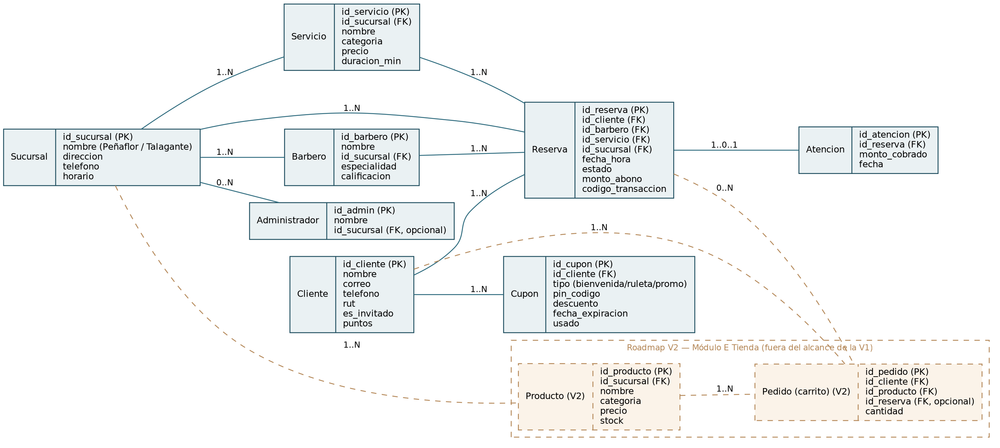 Servicio
id_servicio (PK)
id_sucursal (FK)
nombre
categoria
precio
duracion_min
1..N
1..N
1..N
Sucursal
id_sucursal (PK)
nombre (Peñaflor / Talagante)
direccion
telefono
horario
1..N
0..N
Barbero
id_barbero (PK)
nombre
id_sucursal (FK)
especialidad
calificacion
1..N
Reserva
id_reserva (PK)
id_cliente (FK)
id_barbero (FK)
id_servicio (FK)
id_sucursal (FK)
fecha_hora
estado
monto_abono
codigo_transaccion
1..0..1
Atencion
id_atencion (PK)
id_reserva (FK)
monto_cobrado
fecha
0..N
1..N
Administrador
id_admin (PK)
nombre
id_sucursal (FK, opcional)
1..N
Cliente
id_cliente (PK)
nombre
correo
telefono
rut
es_invitado
puntos
1..N
Cupon
id_cupon (PK)
id_cliente (FK)
tipo (bienvenida/ruleta/promo)
pin_codigo
descuento
fecha_expiracion
usado
1..N
Roadmap V2 — Módulo E Tienda (fuera del alcance de la V1)
Producto (V2)
id_producto (PK)
id_sucursal (FK)
nombre
categoria
precio
stock
1..N
Pedido (carrito) (V2)
id_pedido (PK)
id_cliente (FK)
id_producto (FK)
id_reserva (FK, opcional)
cantidad